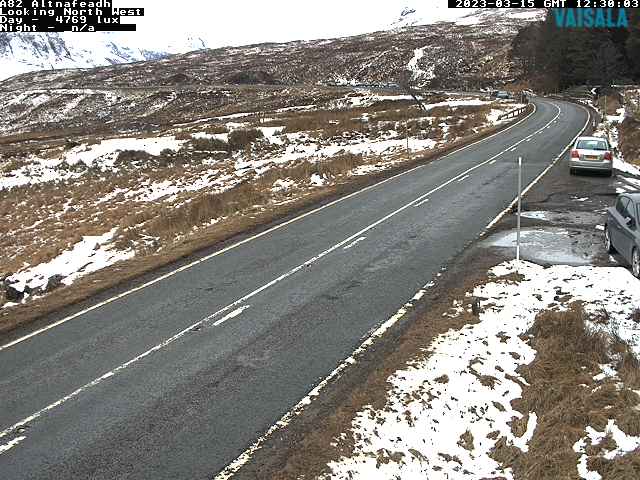 A82 Altnafeadh
Looking North West
Day - 4769 lux
Night - n/a
2023-03-15 GMT 12:30:03
VAISALA